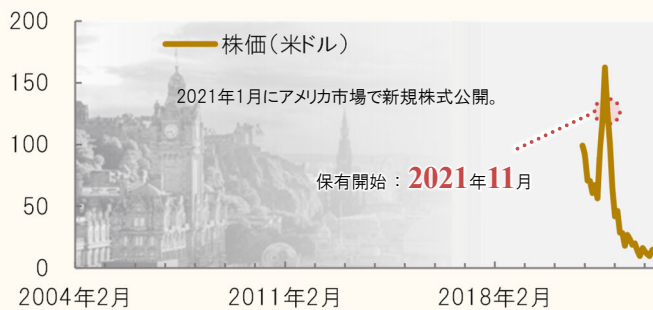 200
株価(米ドル)
150
2021年1月にアメリカ市場で新規株式公開。
100
保有開始 : 2021年11月
50
0
2004年2月
2011年2月
2018年2月